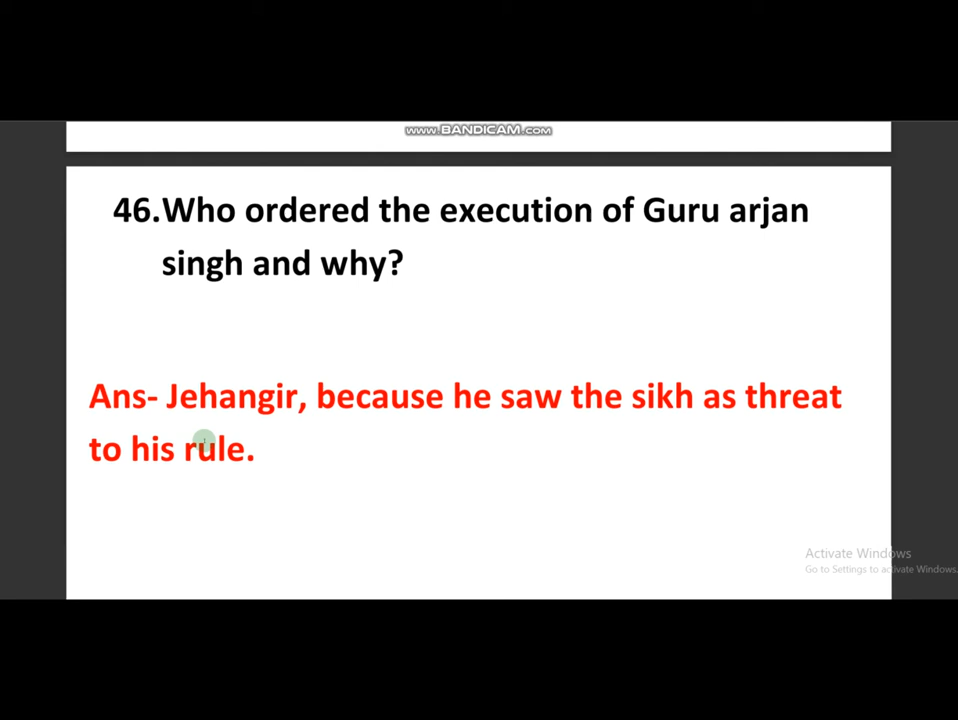 www.BANDICAM.com
46.Who ordered the execution of Guru arjan
singh and why?
Ans- Jehangir, because he saw the sikh as threat
to his rule.
Activate Windows
Go to Settings to activate Windows.